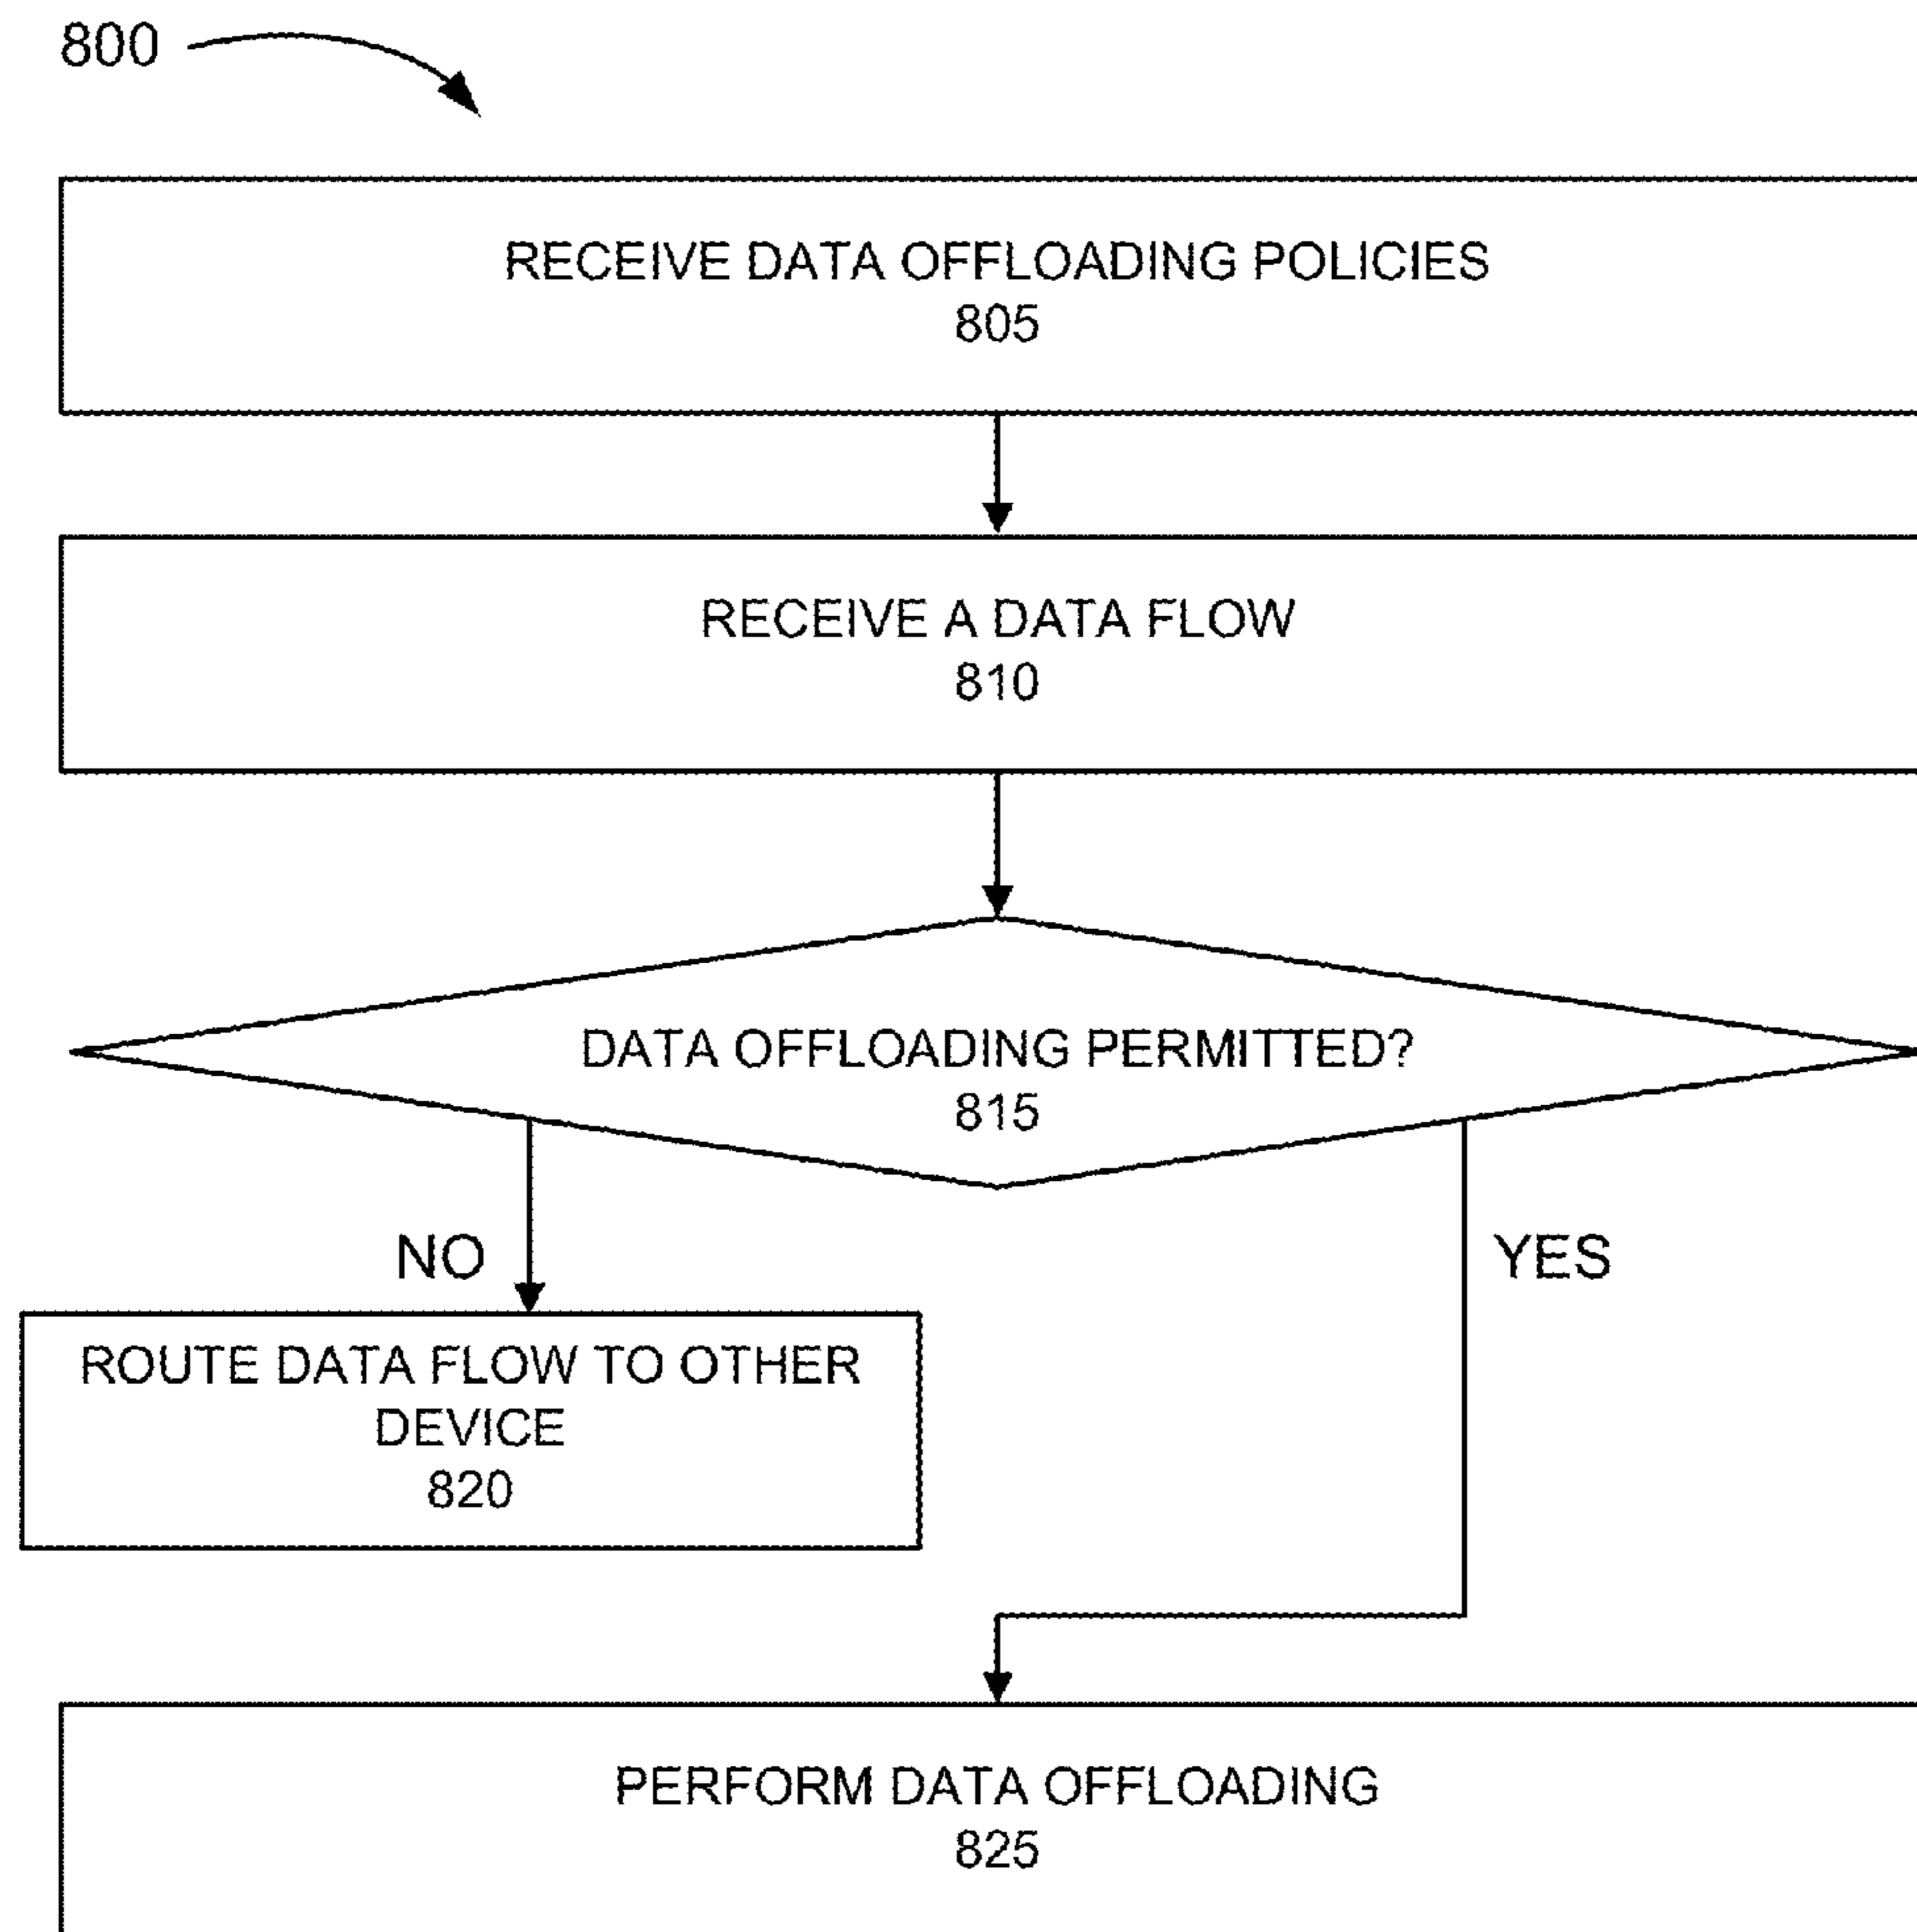 800
RECEIVE DATA OFFLOADING POLICIES
805
RECEIVE A DATA FLOW
810
DATA OFFLOADING PERMITTED?
815
NO
YES
ROUTE DATA FLOW TO OTHER
DEVICE
820
PERFORM DATA OFFLOADING
825